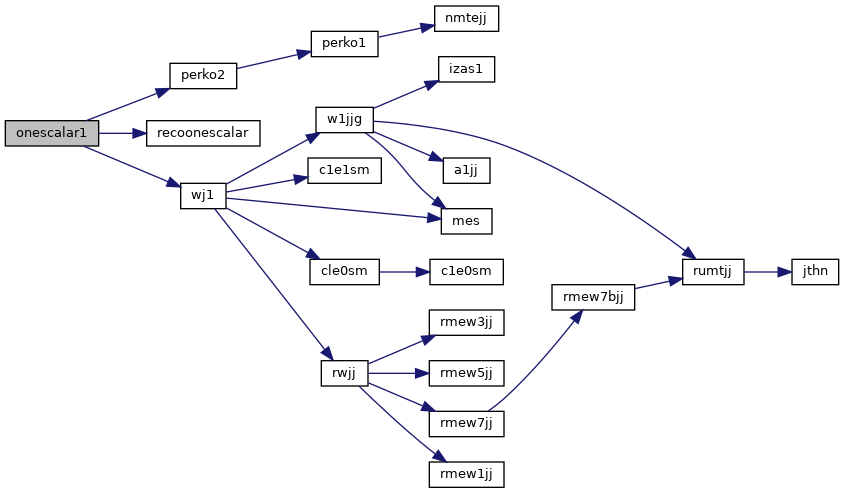 nmtejj
perko1
izas1
perko2
w1jjg
onescalar1
recoonescalar
c1e1sm
a1jj
wj1
mes
cle0sm
c1e0sm
rumtjj
jthn
rmew7bjj
rmew3jj
rwjj
rmew5jj
rmew7jj
rmew1jj